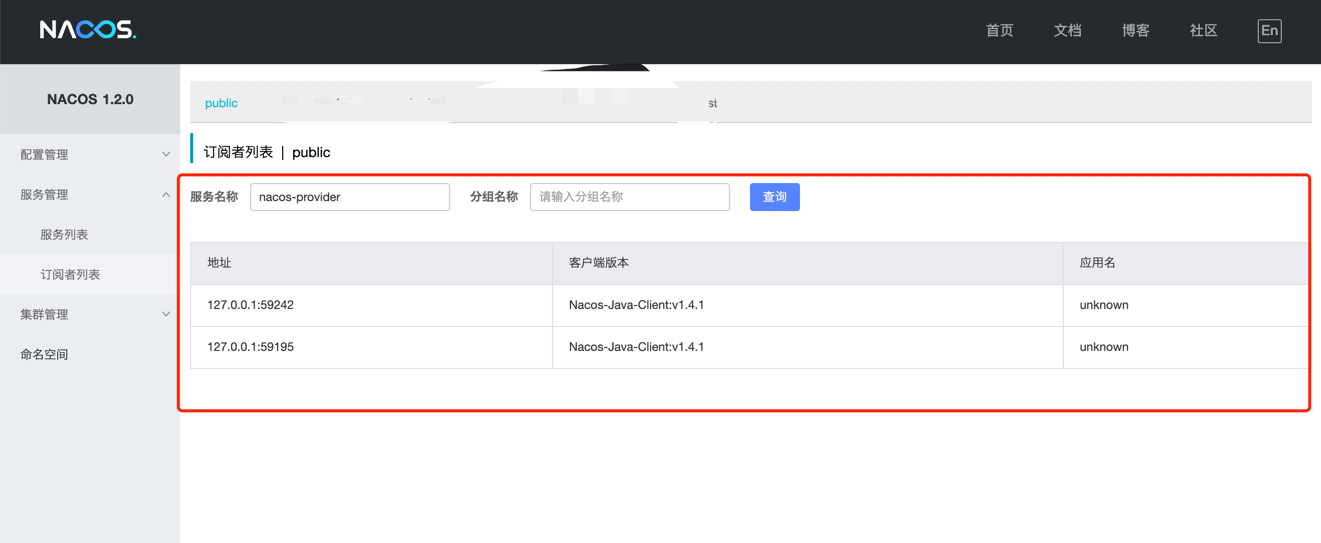 NACOS.
首页 文档 博客 社区 En
NACOS 1.2.0
配置管理
服务管理
服务列表
订阅者列表
集群管理
命名空间
public st
订阅者列表 | public
服务名称 nacos-provider 分组名称 请输入分组名称 查询
地址 客户端版本 应用名
127.0.0.1:59242 Nacos-Java-Client:v1.4.1 unknown
127.0.0.1:59195 Nacos-Java-Client:v1.4.1 unknown